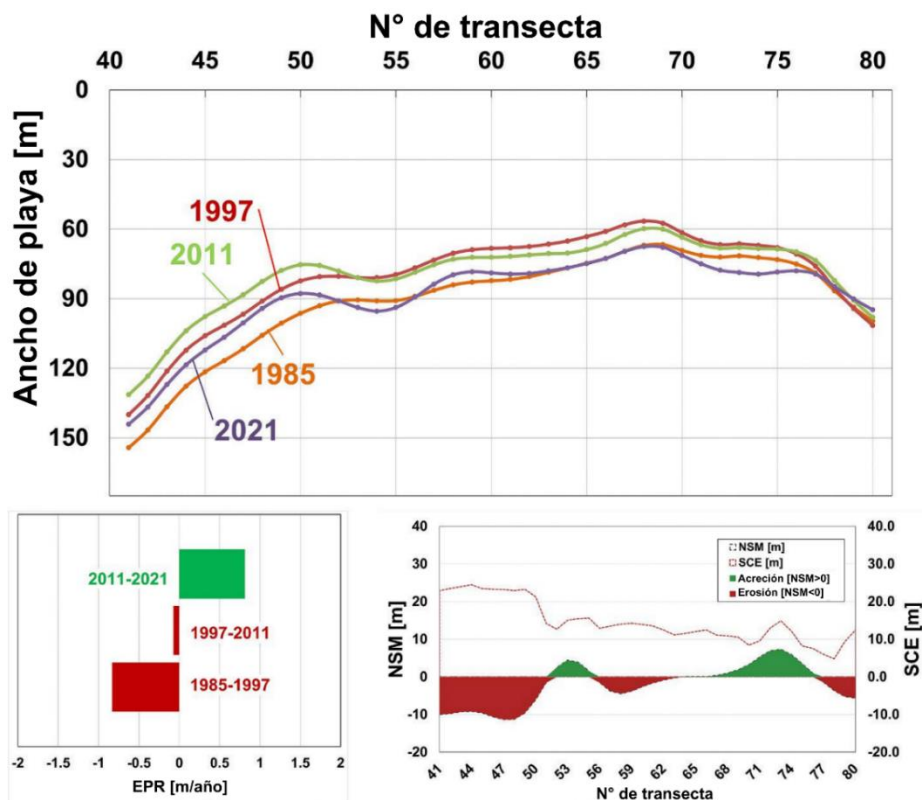 N° de transecta
40 45 50 55 60 65 70 75 80
Ancho de playa [m]
0
30
60
90
120
150
1997
2011
1985
2021
2011-2021
1997-2011
1985-1997
-2 -1.5 -1 -0.5 0 0.5 1 1.5 2
EPR [m/año]
NSM [m]
40
30
20
10
0
-10
-20
NSM [m]
SCE [m]
Acreción [NSM>0]
Erosión [NSM<0]
40.0
30.0
20.0
10.0
0.0
-10.0
-20.0
SCE [m]
41 44 47 50 53 56 59 62 65 68 71 74 77 80
N° de transecta